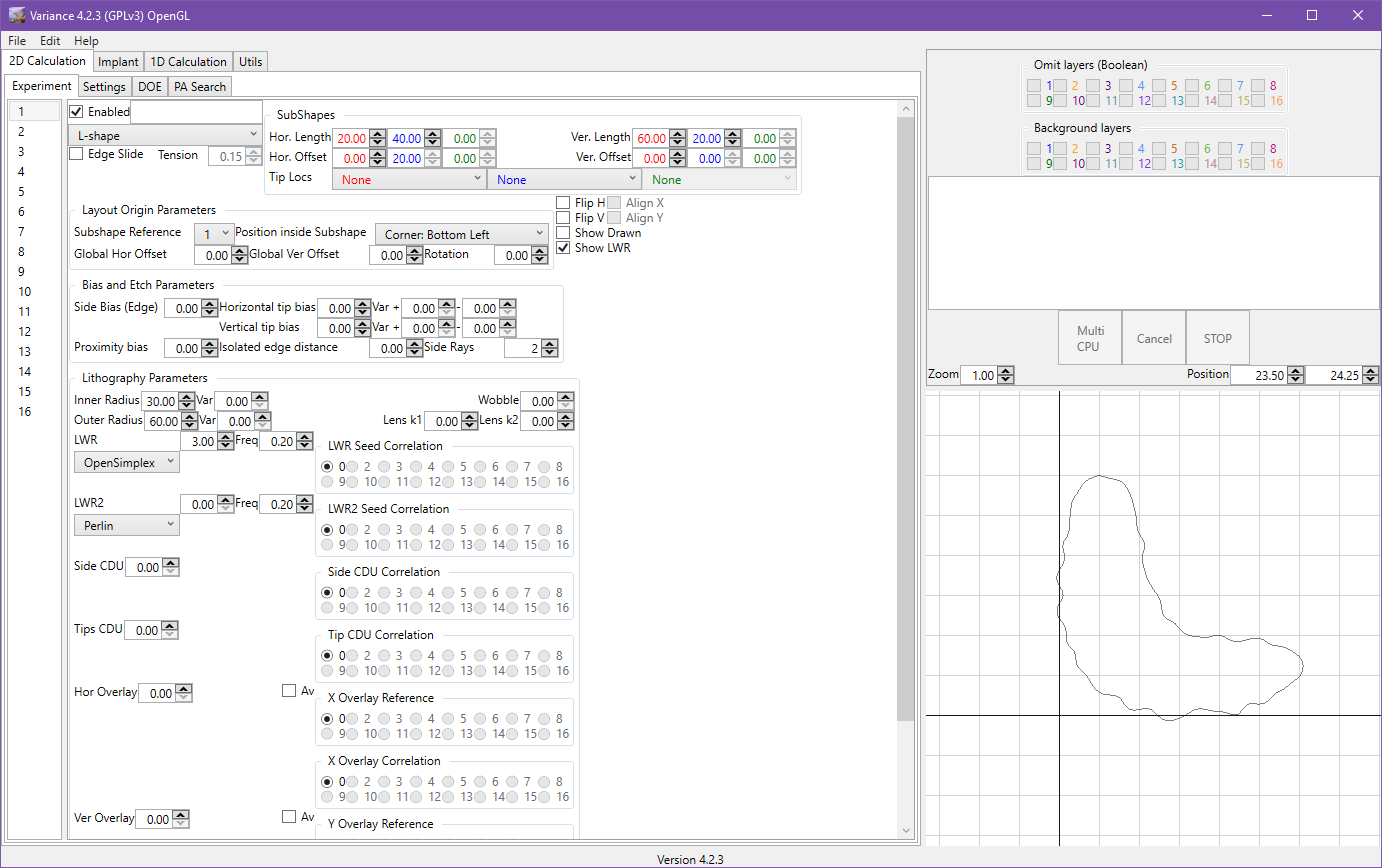 Variance 4.2.3 (GPLv3) OpenGL
File Edit Help
2D Calculation Implant 1D Calculation Utils
Experiment Settings DOE PA Search
1
2
3
4
5
6
7
8
9
10
11
12
13
14
15
16
Enabled
L-shape
Edge Slide Tension 0.15
SubShapes
Hor. Length 20.00 40.00 0.00 Ver. Length 60.00 20.00 0.00
Hor. Offset 0.00 20.00 0.00 Ver. Offset 0.00 0.00 0.00
Tip Locs None None None
Layout Origin Parameters
Subshape Reference 1 Position inside Subshape Corner: Bottom Left
Global Hor Offset 0.00 Global Ver Offset 0.00 Rotation 0.00
Flip H Align X
Flip V Align Y
Show Drawn
Show LWR
Bias and Etch Parameters
Side Bias (Edge) 0.00 Horizontal tip bias 0.00 Var + 0.00 - 0.00
Vertical tip bias 0.00 Var + 0.00 - 0.00
Proximity bias 0.00 Isolated edge distance 0.00 Side Rays 2
Lithography Parameters
Inner Radius 30.00 Var 0.00 Wobble 0.00
Outer Radius 60.00 Var 0.00 Lens k1 0.00 Lens k2 0.00
LWR 3.00 Freq 0.20
OpenSimplex
LWR Seed Correlation
0 2 3 4 5 6 7 8
9 10 11 12 13 14 15 16
LWR2 0.00 Freq 0.20
Perlin
LWR2 Seed Correlation
0 2 3 4 5 6 7 8
9 10 11 12 13 14 15 16
Side CDU 0.00
Side CDU Correlation
0 2 3 4 5 6 7 8
9 10 11 12 13 14 15 16
Tips CDU 0.00
Tip CDU Correlation
0 2 3 4 5 6 7 8
9 10 11 12 13 14 15 16
Hor Overlay 0.00 Av
X Overlay Reference
0 2 3 4 5 6 7 8
9 10 11 12 13 14 15 16
X Overlay Correlation
0 2 3 4 5 6 7 8
9 10 11 12 13 14 15 16
Ver Overlay 0.00 Av
Y Overlay Reference
Omit layers (Boolean)
1 2 3 4 5 6 7 8
9 10 11 12 13 14 15 16
Background layers
1 2 3 4 5 6 7 8
9 10 11 12 13 14 15 16
Multi
CPU
Cancel
STOP
Zoom 1.00 Position 23.50 24.25
Version 4.2.3